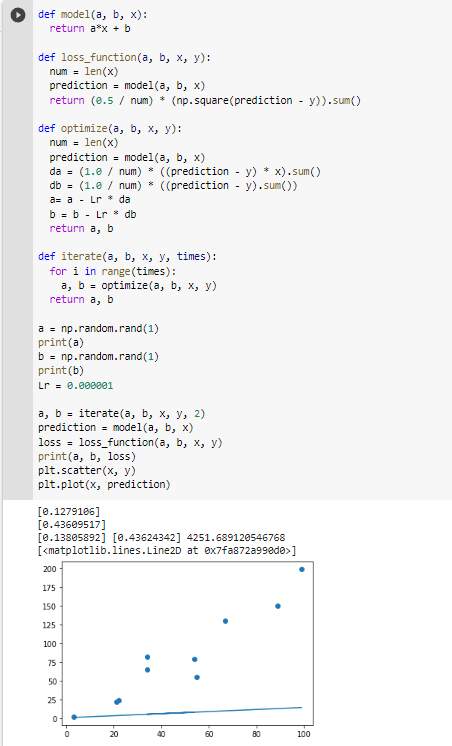 def model(a, b, x):
  return a*x + b
def loss_function(a, b, x, y):
  num = len(x)
  prediction = model(a, b, x)
  return (0.5 / num) * (np.square(prediction - y)).sum()
def optimize(a, b, x, y):
  num = len(x)
  prediction = model(a, b, x)
  da = (1.0 / num) * ((prediction - y) * x).sum()
  db = (1.0 / num) * ((prediction - y).sum())
  a= a - Lr * da
  b = b - Lr * db
  return a, b
def iterate(a, b, x, y, times):
  for i in range(times):
    a, b = optimize(a, b, x, y)
  return a, b
a = np.random.rand(1)
print(a)
b = np.random.rand(1)
print(b)
Lr = 0.000001
a, b = iterate(a, b, x, y, 2)
prediction = model(a, b, x)
loss = loss_function(a, b, x, y)
print(a, b, loss)
plt.scatter(x, y)
plt.plot(x, prediction)
[0.1279106]
[0.43609517]
[0.13805892] [0.43624342] 4251.689120546768
[<matplotlib.lines.Line2D at 0x7fa872a990d0>]
200
175
150
125
100
75
50
25
0
0 20 40 60 80 100